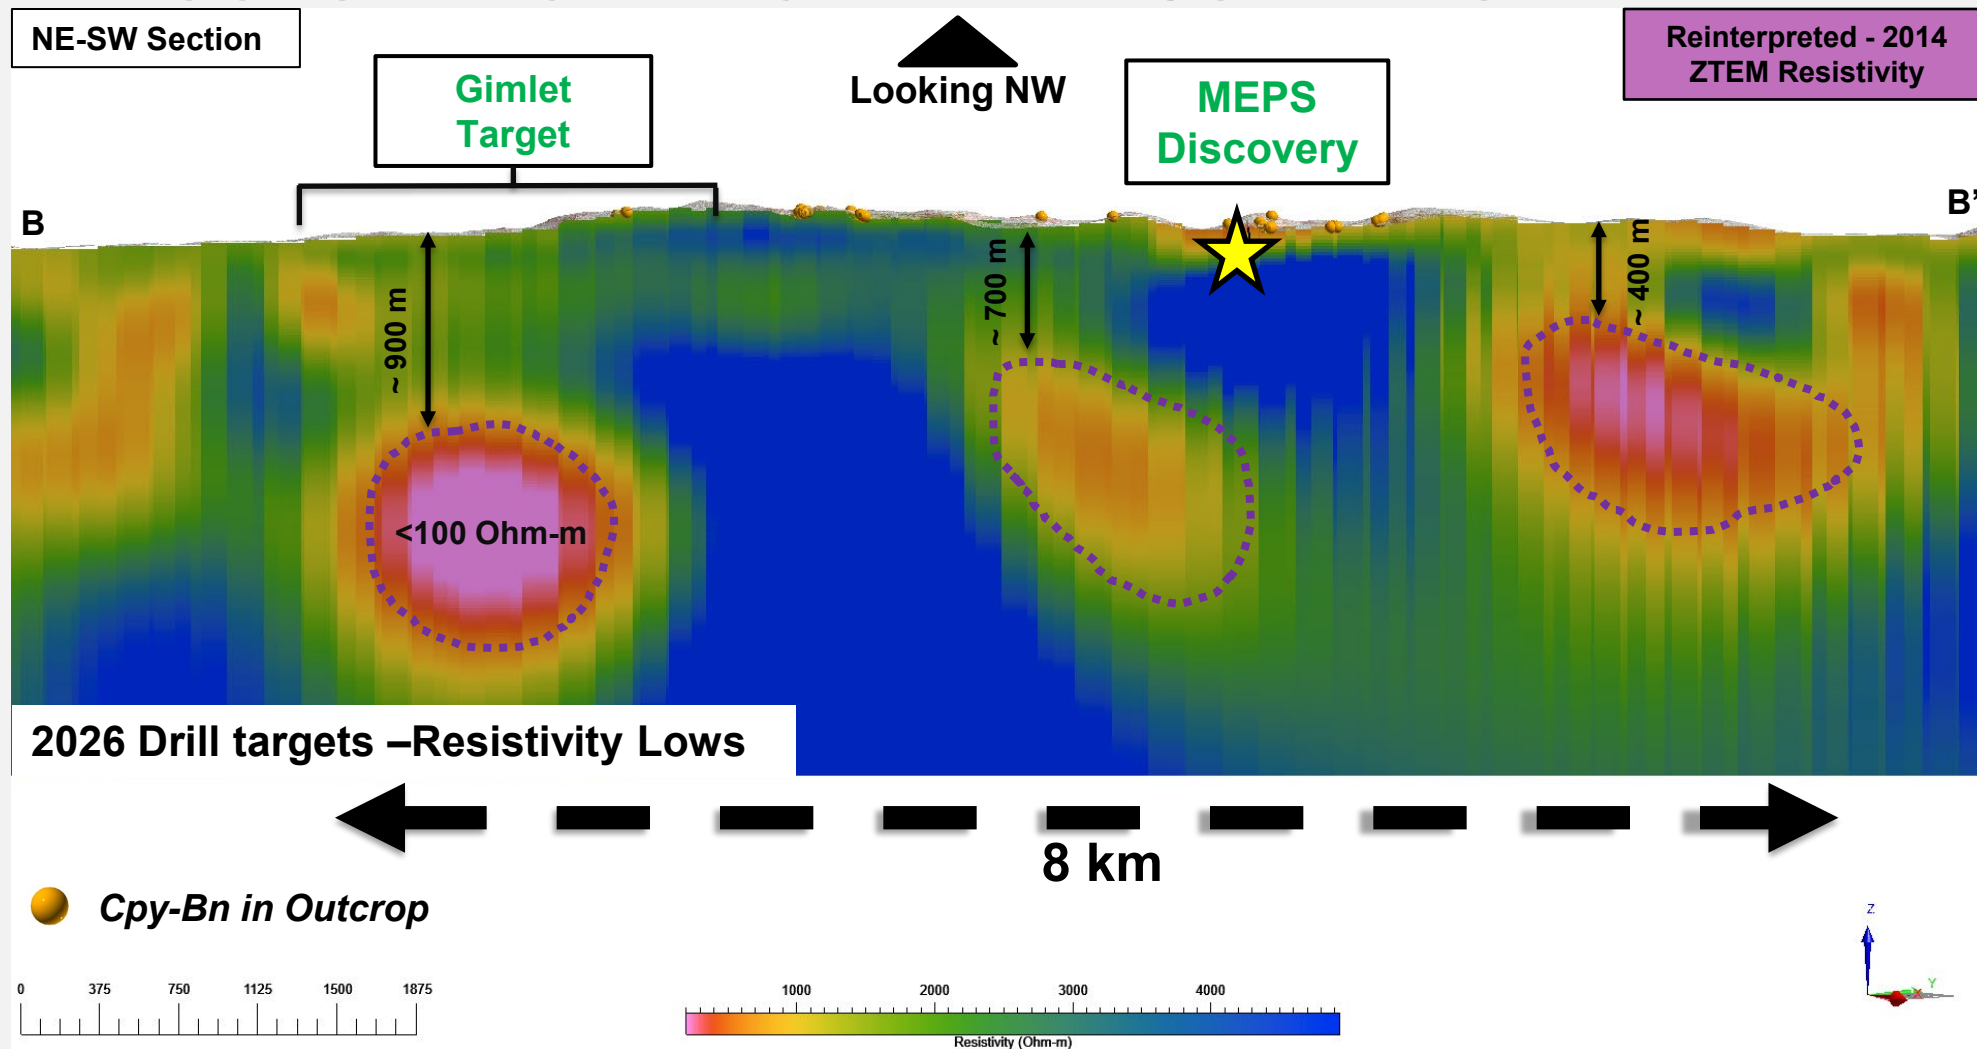 NE-SW Section
Gimlet
Target
Looking NW
MEPS
Discovery
Reinterpreted - 2014
ZTEM Resistivity
B
B'
~ 900 m
~ 700 m
~ 400 m
<100 Ohm-m
2026 Drill targets –Resistivity Lows
8 km
Cpy-Bn in Outcrop
0 375 750 1125 1500 1875
1000 2000 3000 4000
Resistivity (Ohm-m)
Z
Y
X